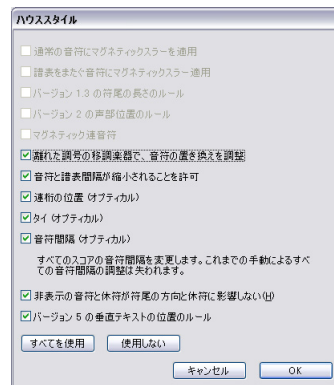 ハウススタイル
通常の音符にマグネティックスラーを適用
譜表をまたぐ音符にマグネティックスラー適用
バージョン 1.3 の符尾の長さのルール
バージョン 2 の声部位置のルール
マグネティック連音符
離れた調号の移調楽器で、音符の置き換えを調整
音符と譜表間隔が縮小されることを許可
連桁の位置 (オプティカル)
タイ (オプティカル)
音符間隔 (オプティカル)
すべてのスコアの音符間隔を変更します。これまでの手動によるすべ
ての音符間隔の調整は失われます。
非表示の音符と休符が符尾の方向と休符に影響しない(H)
バージョン 5 の垂直テキストの位置のルール
すべてを使用 使用しない
キャンセル OK